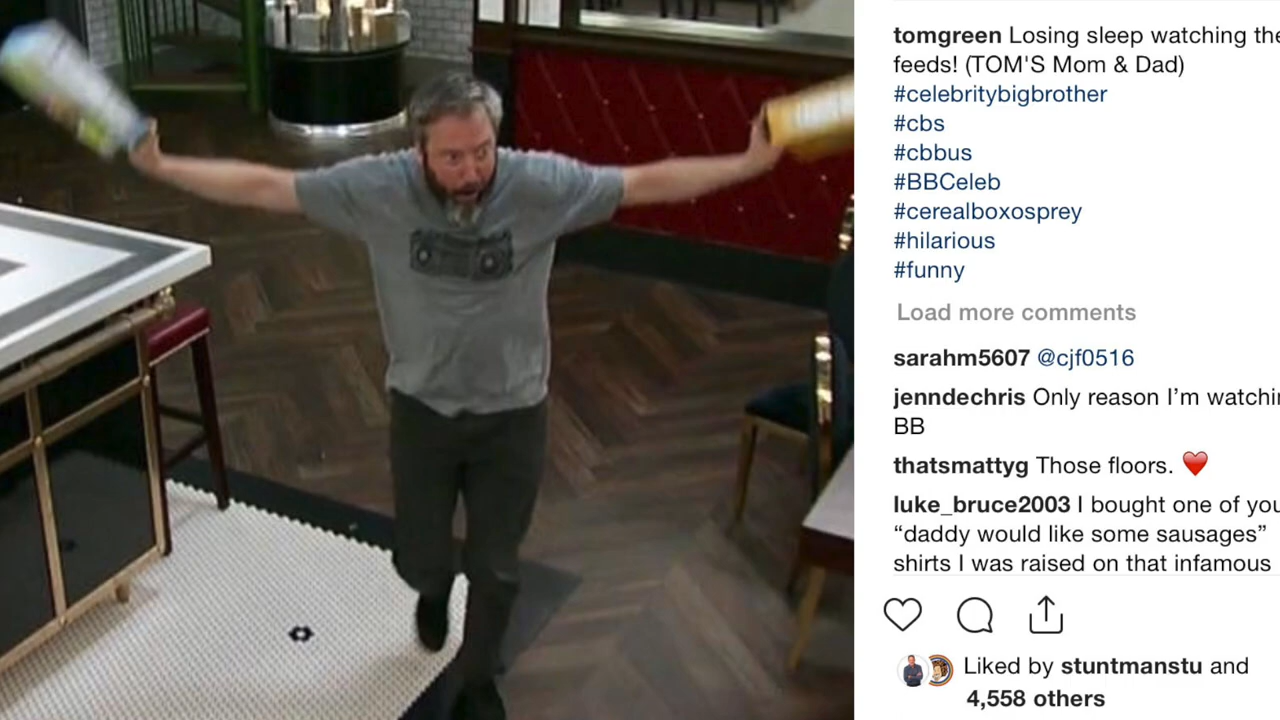 tomgreen Losing sleep watching the
feeds! (TOM'S Mom & Dad)
#celebritybigbrother
#cbs
#cbbus
#BBCeleb
#cerealboxosprey
#hilarious
#funny
Load more comments
sarahm5607 @cjf0516
jenndechris Only reason I'm
BB
thatsmattyg Those floors. ❤️
luke_bruce2003 I bought one of
“daddy would like some sausages”
shirts I was raised on that infamous
Liked by stuntmanstu and
4,558 others